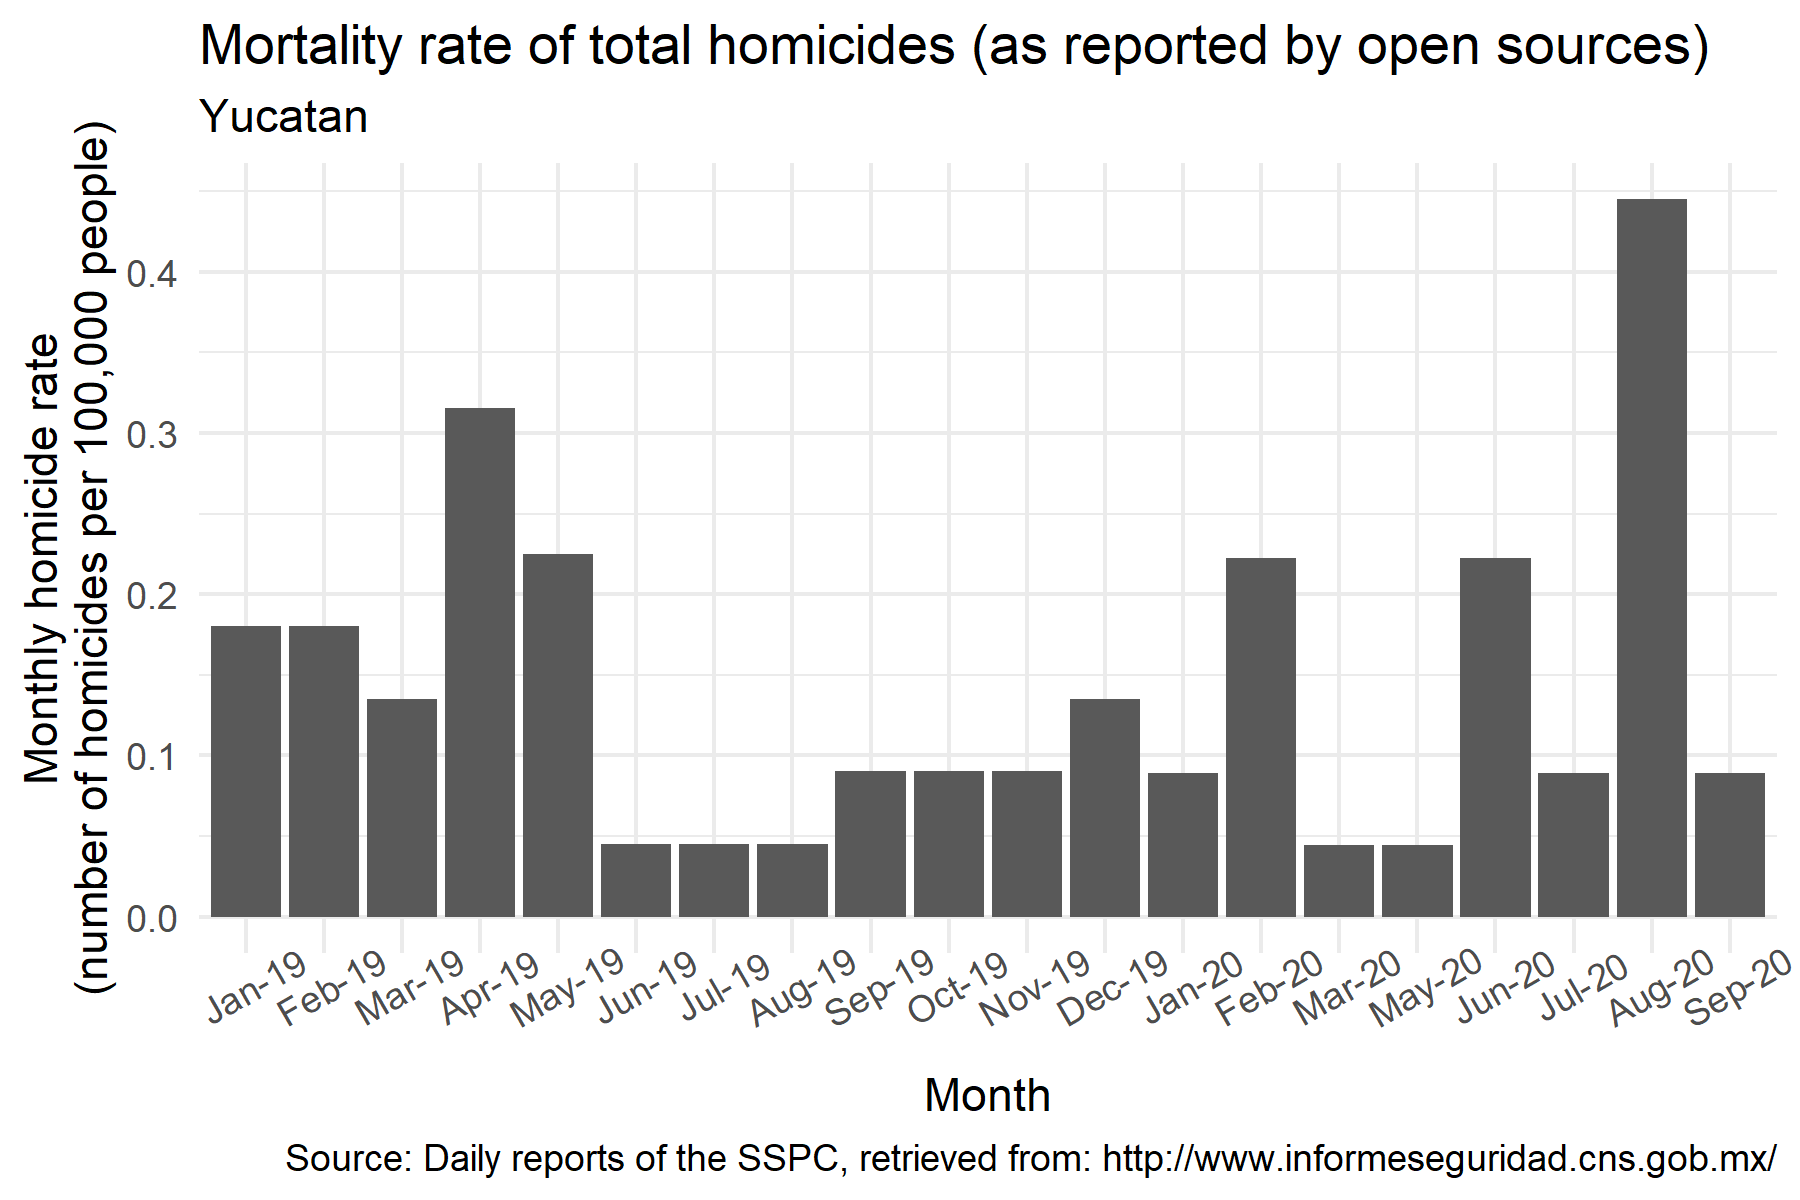 Mortality rate of total homicides (as reported by open sources)
Yucatan
Monthly homicide rate
(number of homicides per 100,000 people)
0.4
0.3
0.2
0.1
0.0
Jan-19
Feb-19
Mar-19
Apr-19
May-19
Jun-19
Jul-19
Aug-19
Sep-19
Oct-19
Nov-19
Dec-19
Jan-20
Feb-20
Mar-20
May-20
Jun-20
Jul-20
Aug-20
Sep-20
Month
Source: Daily reports of the SSPC, retrieved from: http://www.informeseguridad.cns.gob.mx/